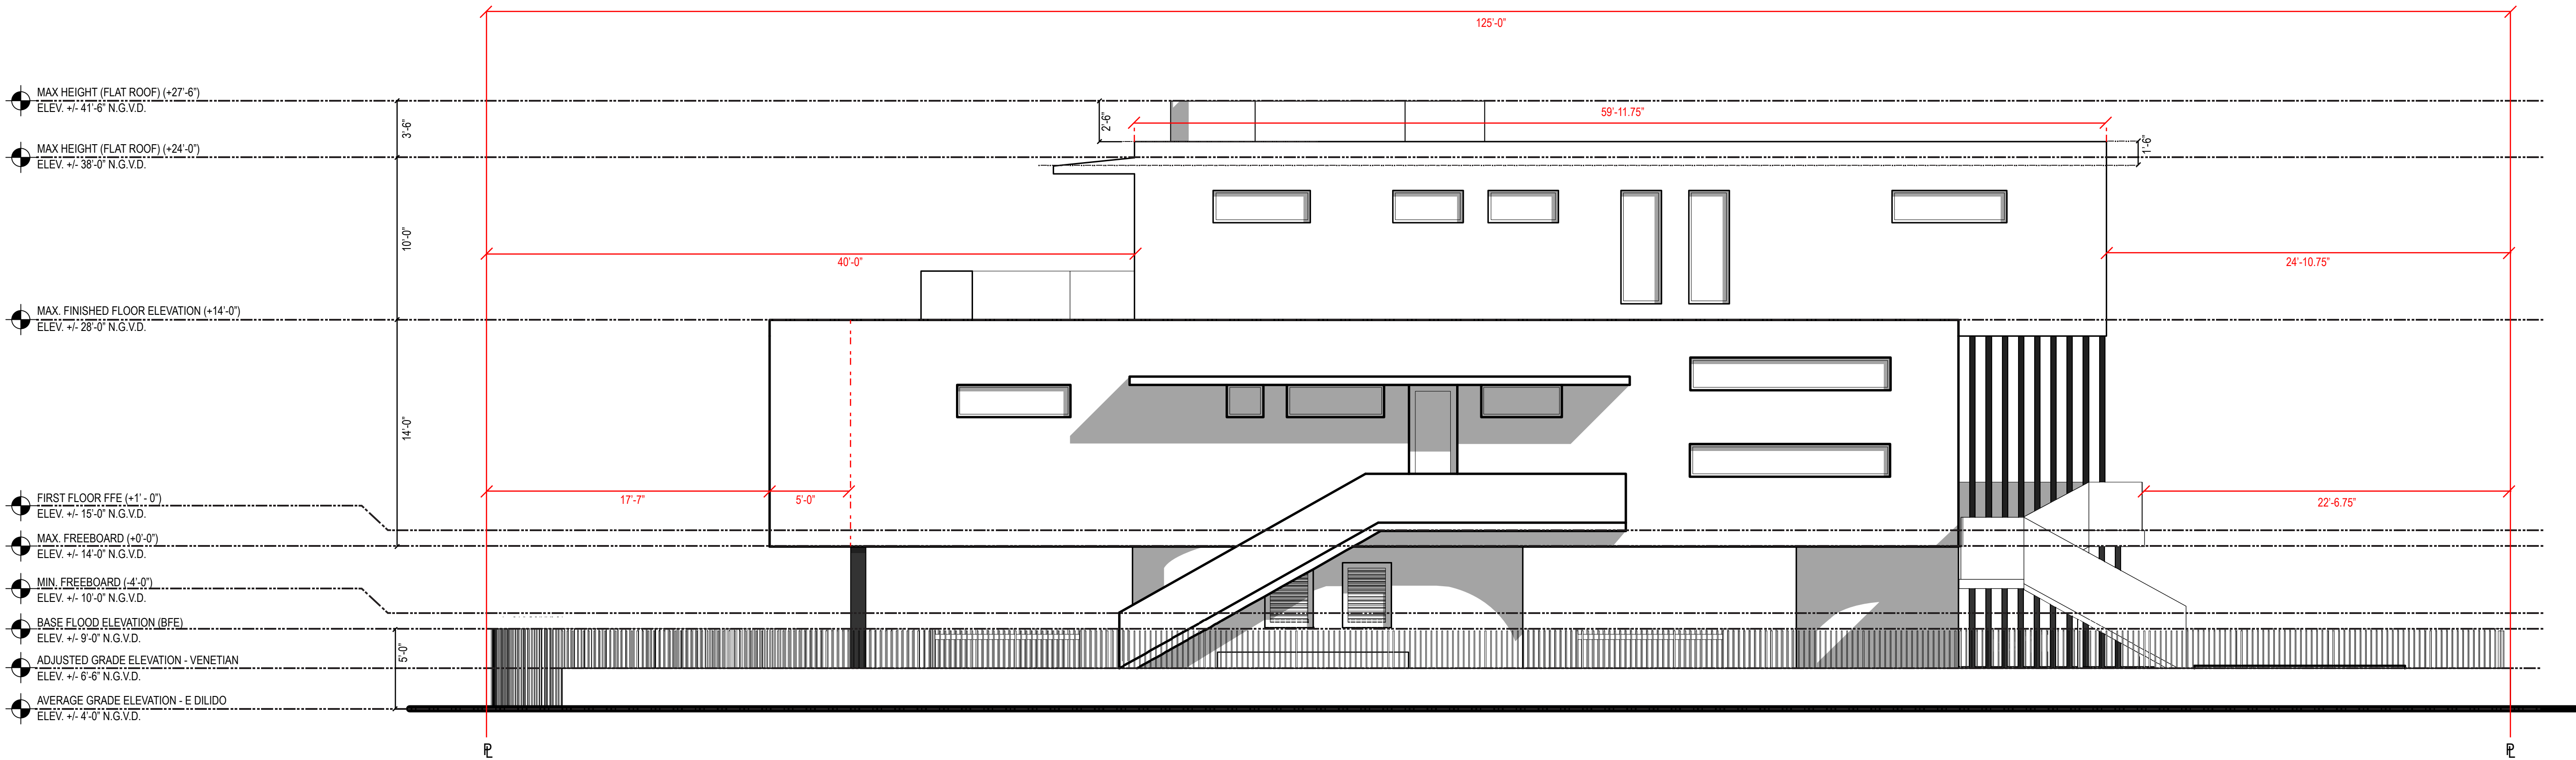 125'-0"
MAX HEIGHT (FLAT ROOF) (+27'-6")
ELEV. +/- 41'-6" N.G.V.D.
3'-6"
2'-6"
59'-11.75"
MAX HEIGHT (FLAT ROOF) (+24'-0")
ELEV. +/- 38'-0" N.G.V.D.
1'-6"
10'-0"
40'-0"
24'-10.75"
MAX. FINISHED FLOOR ELEVATION (+14'-0")
ELEV. +/- 28'-0" N.G.V.D.
14'-0"
FIRST FLOOR FFE (+1' - 0")
ELEV. +/- 15'-0" N.G.V.D.
17'-7"
5'-0"
22'-6.75"
MAX. FREEBOARD (+0'-0")
ELEV. +/- 14'-0" N.G.V.D.
MIN. FREEBOARD (-4'-0")
ELEV. +/- 10'-0" N.G.V.D.
BASE FLOOD ELEVATION (BFE)
ELEV. +/- 9'-0" N.G.V.D.
5'-0"
ADJUSTED GRADE ELEVATION - VENETIAN
ELEV. +/- 6'-6" N.G.V.D.
AVERAGE GRADE ELEVATION - E DILIDO
ELEV. +/- 4'-0" N.G.V.D.
PL
PL